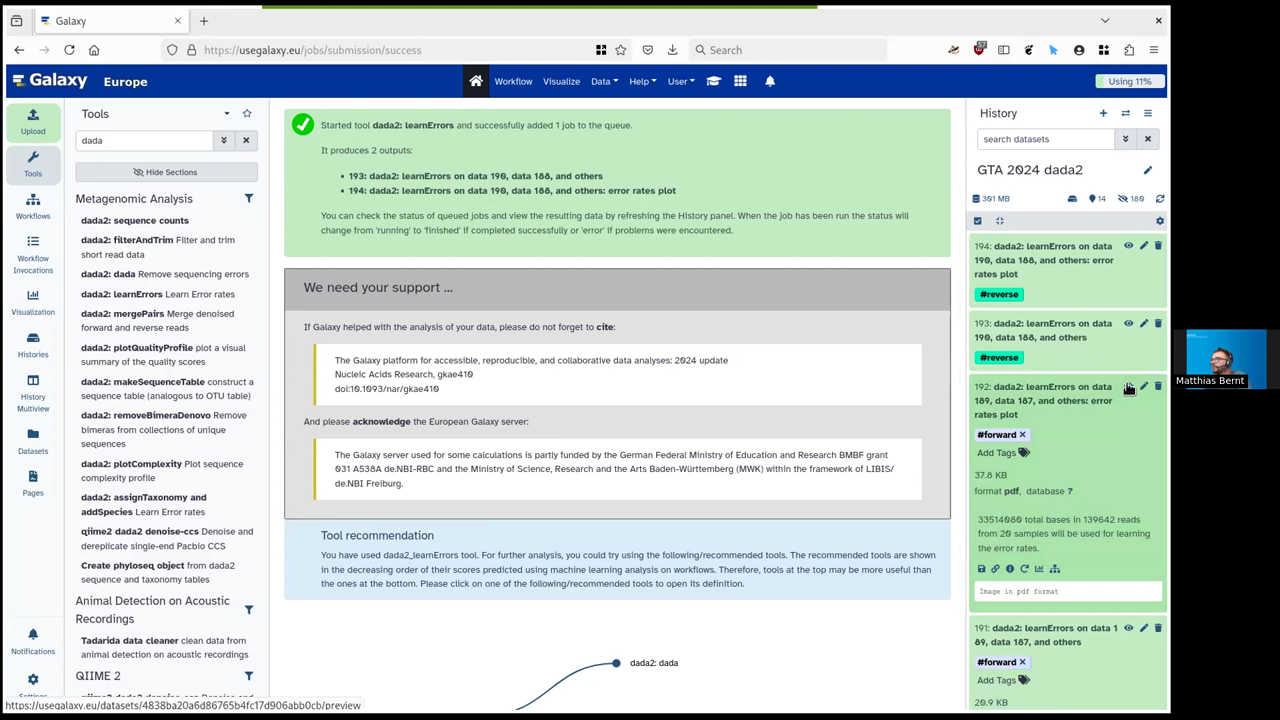 Galaxy
https://usegalaxy.eu/jobs/submission/success
Search
Galaxy Europe
Workflow
Visualize
Data
Help
User
Using 11%
Upload
Tools
Workflows
Workflow
Invocations
Visualization
Histories
History
Multiview
Datasets
Pages
Notifications
Tools
dada
Hide Sections
Metagenomic Analysis
dada2: sequence counts
dada2: filterAndTrim Filter and trim
short read data
dada2: dada Remove sequencing errors
dada2: learnErrors Learn Error rates
dada2: mergePairs Merge denoised
forward and reverse reads
dada2: plotQualityProfile plot a visual
summary of the quality scores
dada2: makeSequenceTable construct a
sequence table (analogous to OTU table)
dada2: removeBimeraDenovo Remove
bimeras from collections of unique
sequences
dada2: plotComplexity Plot sequence
complexity profile
dada2: assignTaxonomy and
addSpecies Learn Error rates
qiime2 dada2 denoise-ccs Denoise and
dereplicate single-end Pacbio CCS
Create phyloseq object from dada2
sequence and taxonomy tables
Animal Detection on Acoustic
Recordings
Tadarida data cleaner clean data from
animal detection on acoustic recordings
QIIME 2
https://usegalaxy.eu/datasets/4838ba20a6d86765b4fc17d906abb0cb/preview
Started tool dada2: learnErrors and successfully added 1 job to the queue.
It produces 2 outputs:
• 193: dada2: learnErrors on data 190, data 188, and others
• 194: dada2: learnErrors on data 190, data 188, and others: error rates plot
You can check the status of queued jobs and view the resulting data by refreshing the History panel. When the job has been run the status will
change from 'running' to 'finished' if completed successfully or 'error' if problems were encountered.
We need your support ...
If Galaxy helped with the analysis of your data, please do not forget to cite:
The Galaxy platform for accessible, reproducible, and collaborative data analyses: 2024 update
Nucleic Acids Research, gkae410
doi:10.1093/nar/gkae410
And please acknowledge the European Galaxy server:
The Galaxy server used for some calculations is partly funded by the German Federal Ministry of Education and Research BMBF grant
031 A538A de.NBI-RBC and the Ministry of Science, Research and the Arts Baden-Württemberg (MWK) within the framework of LIBIS/
de.NBI Freiburg.
Tool recommendation
You have used dada2_learnErrors tool. For further analysis, you could try using the following/recommended tools. The recommended tools are shown
in the decreasing order of their scores predicted using machine learning analysis on workflows. Therefore, tools at the top may be more useful than
the ones at the bottom. Please click on one of the following/recommended tools to open its definition.
dada2: dada
History
search datasets
GTA 2024 dada2
301 MB
14
180
194: dada2: learnErrors on data
190, data 188, and others: error
rates plot
#reverse
193: dada2: learnErrors on data
190, data 188, and others
#reverse
192: dada2: learnErrors on data
189, data 187, and others: error
rates plot
#forward
Add Tags
37.6 KB
format pdf, database ?
33514080 total bases in 139642 reads
from 20 samples will be used for learning
the error rates.
Image in pdf format
191: dada2: learnErrors on data 1
89, data 187, and others
#forward
Add Tags
20.9 KB
Matthias Bernt